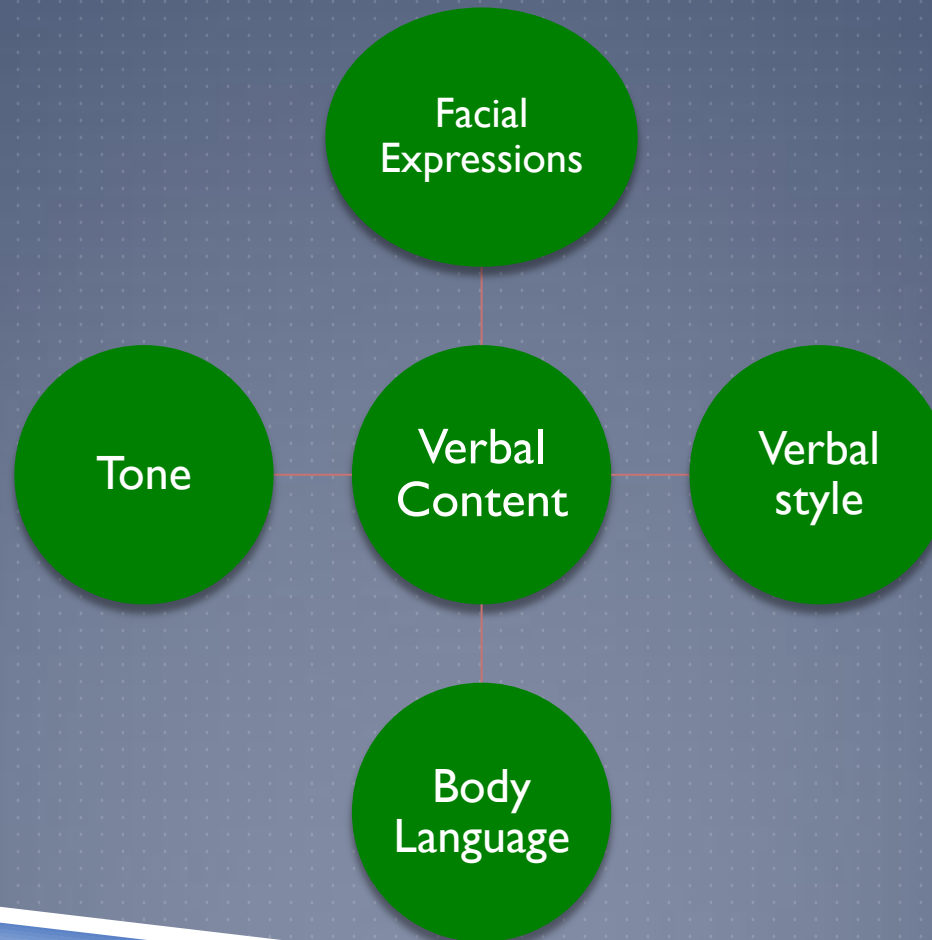 Facial
Expressions
Tone
Verbal
Content
Verbal
style
Body
Language